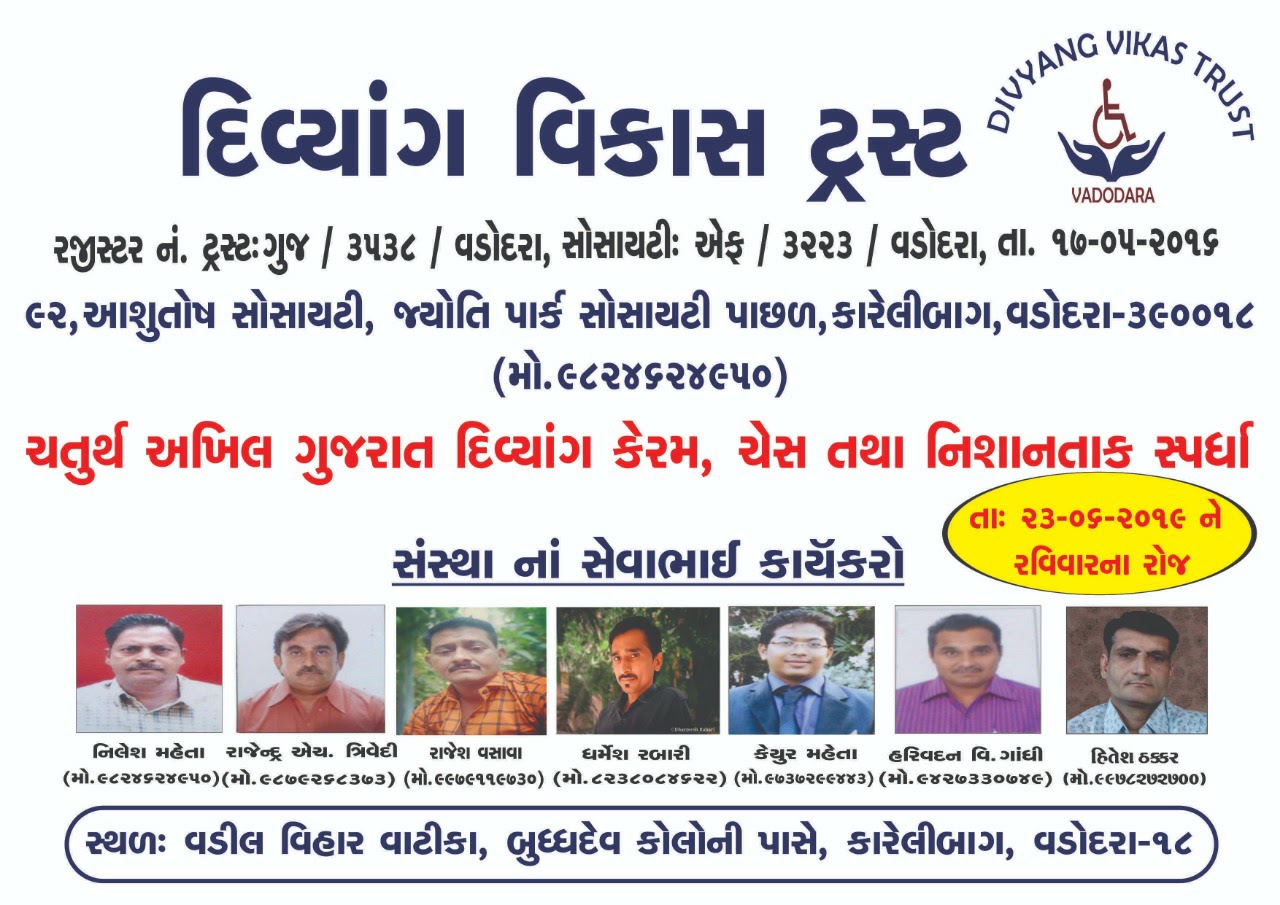 DIVYANG VIKAS TRUST
VADODARA
દિવ્યાંગ વિકાસ ટ્રસ્ટ
રજીસ્ટર નં. ટ્રસ્ટઃગુજ / ૩૫૩૮ / વડોદરા, સોસાયટીઃ એફ / ૩૨૨૩ / વડોદરા, તા. ૧૭-૦૫-૨૦૧૬
૯૨,આશુતોષ સોસાયટી, જ્યોતિ પાર્ક સોસાયટી પાછળ,કારેલીબાગ,વડોદરા-૩૯૦૦૧૮
(મો.૯૮૨૪૬૨૪૯૫૦)
ચતુર્થ અખિલ ગુજરાત દિવ્યાંગ કેરમ, ચેસ તથા નિશાનતાક સ્પર્ધા
તાઃ ૨૩-૦૬-૨૦૧૯ ને
રવિવારના રોજ
સંસ્થા નાં સેવાભાઈ કાર્યકરો
©Dharmesh Rabari
નિલેશ મહેતા રાજેન્દ્ર એચ. ત્રિવેદી રાજેશ વસાવા ધર્મેશ રબારી કેયુર મહેતા હરિવદન વિ. ગાંધી હિતેશ ઠક્કર
(મો.૯૮૨૪૬૨૪૯૫૦) (મો.૯૮૭૯૨૬૮૩૭૩) (મો.૯૯૭૯૧૧૯૭૩૦) (મો.૮૨૩૮૦૮૪૬૨૨) (મો.૯૭૩૭૨૯૯૪૪૩) (મો.૯૪૨૭૩૩૦૭૪૯) (મો.૯૯૭૮૨૭૨૭૦૦)
સ્થળઃ વડીલ વિહાર વાટીકા, બુધ્ધદેવ કોલોની પાસે, કારેલીબાગ, વડોદરા-૧૮